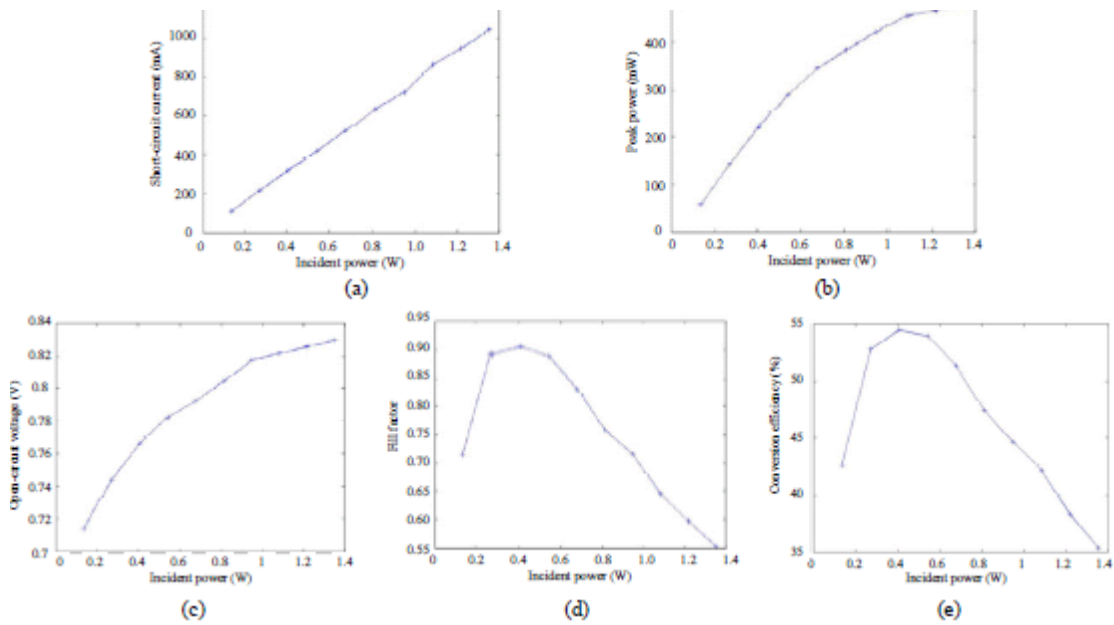 1000
800
600
400
200
0
Short-circuit current (mA)
0 0.2 0.4 0.6 0.8 1.0 1.2 1.4
Incident power (W)
(a)
400
300
200
100
0
Peak power (mW)
0 0.2 0.4 0.6 0.8 1 1.2 1.4
Incident power (W)
(b)
0.84
0.82
0.8
0.78
0.76
0.74
0.72
0.7
Open-circuit voltage (V)
0 0.2 0.4 0.6 0.8 1.0 1.2 1.4
Incident power (W)
(c)
0.95
0.90
0.85
0.80
0.75
0.70
0.65
0.60
0.55
Fill factor
0 0.2 0.4 0.6 0.8 1.0 1.2 1.4
Incident power (W)
(d)
55
50
45
40
35
Conversion efficiency (%)
0 0.2 0.4 0.6 0.8 1.0 1.2 1.4
Incident power (W)
(e)